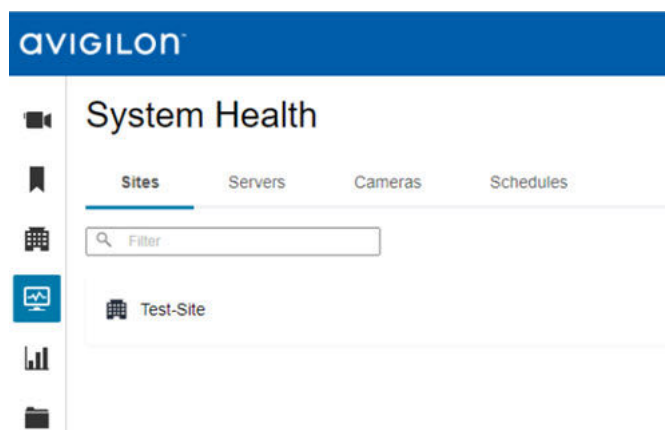 avigilon
System Health
Sites Servers Cameras Schedules
Filter
Test-Site